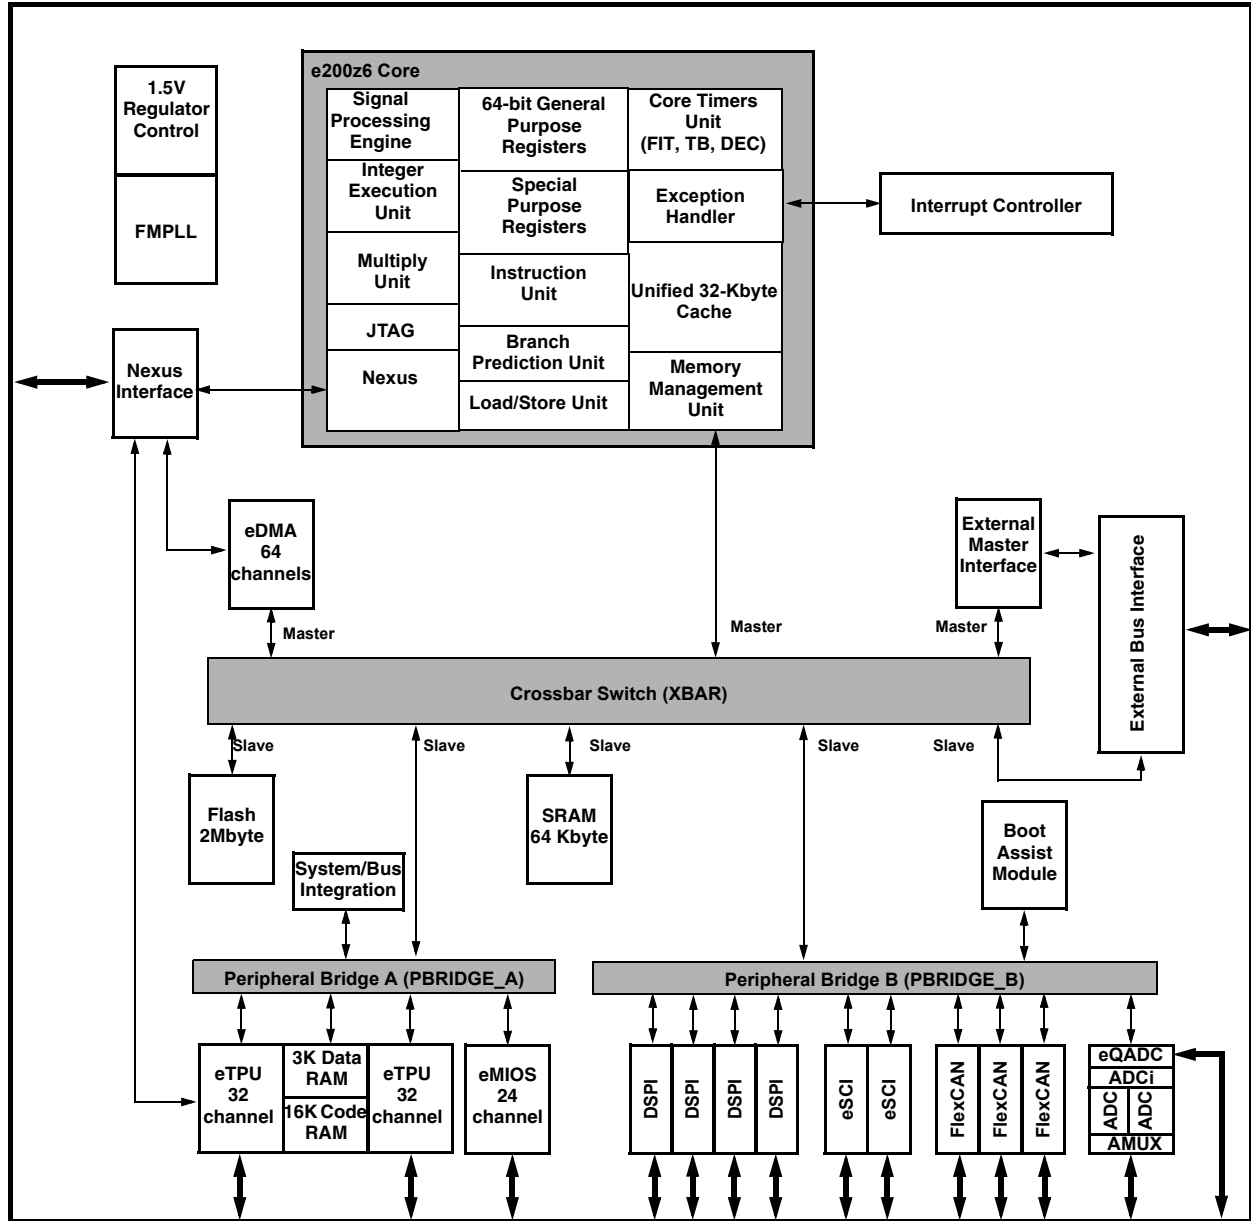 1.5V
Regulator
Control
FMPLL
e200z6 Core
Signal
Processing
Engine
Integer
Execution
Unit
Multiply
Unit
JTAG
Nexus
64-bit General
Purpose
Registers
Special
Purpose
Registers
Instruction
Unit
Branch
Prediction Unit
Load/Store Unit
Core Timers
Unit
(FIT, TB, DEC)
Exception
Handler
Unified 32-Kbyte
Cache
Memory
Management
Unit
Interrupt Controller
Nexus
Interface
eDMA
64
channels
External
Master
Interface
External Bus Interface
Master
Master
Master
Crossbar Switch (XBAR)
Slave
Slave
Slave
Slave
Slave
Flash
2Mbyte
SRAM
64 Kbyte
Boot
Assist
Module
System/Bus
Integration
Peripheral Bridge A (PBRIDGE_A)
Peripheral Bridge B (PBRIDGE_B)
eTPU
32
channel
3K Data
RAM
16K Code
RAM
eTPU
32
channel
eMIOS
24
channel
DSPI
DSPI
DSPI
DSPI
eSCI
eSCI
FlexCAN
FlexCAN
FlexCAN
eQADC
ADCi
ADC
ADC
AMUX